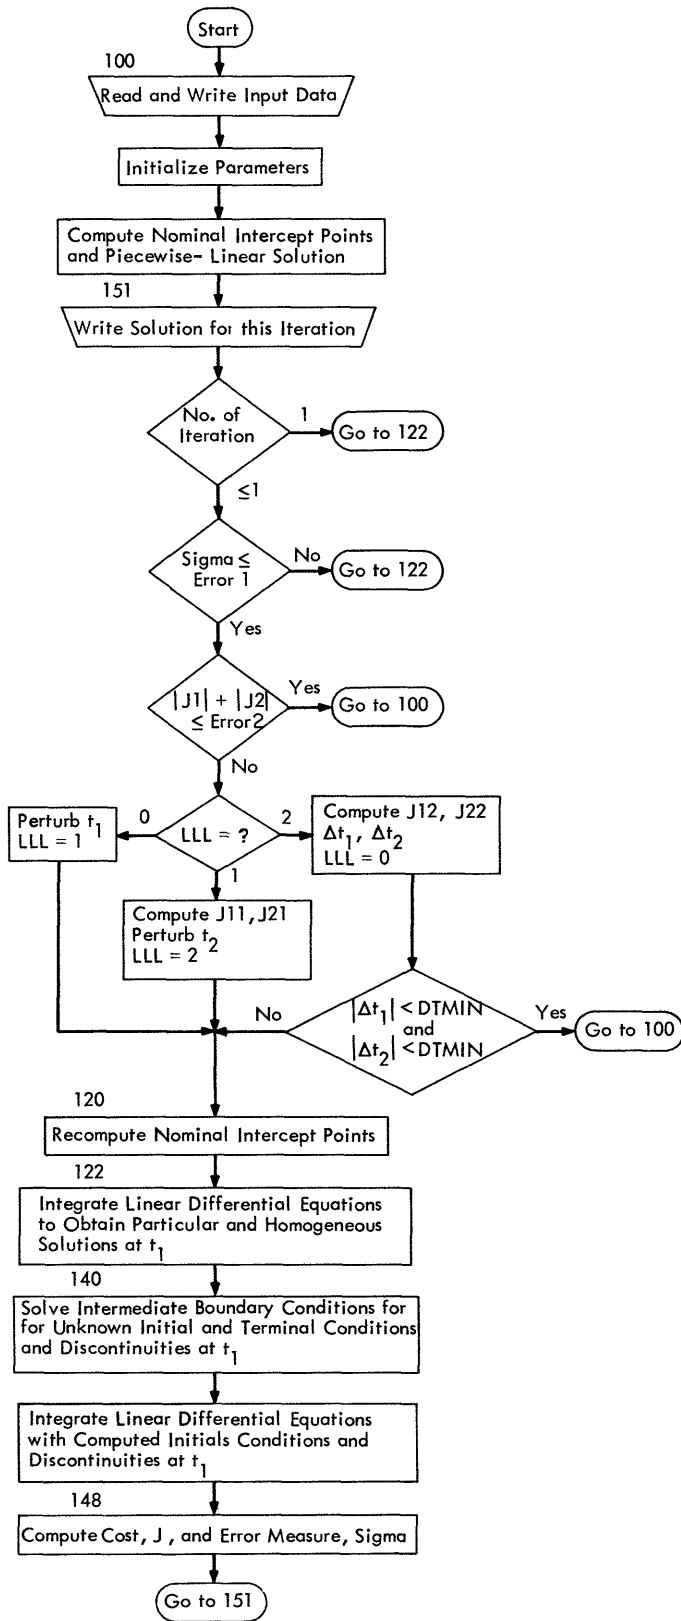 Start
100
Read and Write Input Data
Initialize Parameters
Compute Nominal Intercept Points
and Piecewise- Linear Solution
151
Write Solution for this Iteration
No. of
Iteration
1
Go to 122
≤1
Sigma ≤
Error 1
No
Go to 122
Yes
|J1| + |J2|
≤ Error2
Yes
Go to 100
No
LLL = ?
0
Perturb t1
LLL = 1
2
Compute J12, J22
Δt1, Δt2
LLL = 0
1
Compute J11, J21
Perturb t2
LLL = 2
No
|Δt1| < DTMIN
and
|Δt2| < DTMIN
Yes
Go to 100
120
Recompute Nominal Intercept Points
122
Integrate Linear Differential Equations
to Obtain Particular and Homogeneous
Solutions at t1
140
Solve Intermediate Boundary Conditions for
for Unknown Initial and Terminal Conditions
and Discontinuities at t1
Integrate Linear Differential Equations
with Computed Initials Conditions and
Discontinuities at t1
148
Compute Cost, J , and Error Measure, Sigma
Go to 151